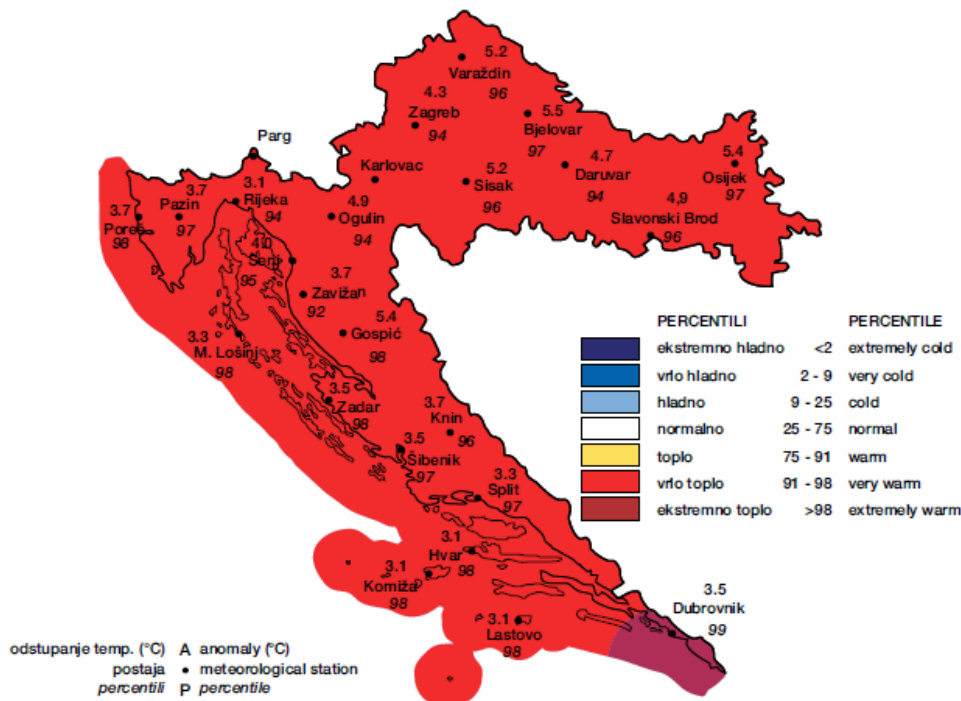 5.2
Varaždin
96
4.3
Zagreb
94
5.5
Bjelovar
97
Parg
Karlovac
5.2
Sisak
96
4.7
Daruvar
94
5.4
Osijek
97
4,9
Slavonski Brod
96
3.7
Poreč
98
3.7
Pazin
97
3.1
Rijeka
94
4.9
Ogulin
94
4.0
Senj
95
3.7
Zavižan
92
5.4
Gospić
98
3.3
M. Lošinj
98
3.5
Zadar
98
3.7
Knin
96
3.5
Šibenik
97
3.3
Split
97
3.1
Hvar
98
3.1
Komiža
98
3.1
Lastovo
98
3.5
Dubrovnik
99
PERCENTILI PERCENTILE
ekstremno hladno <2 extremely cold
vrlo hladno 2 - 9 very cold
hladno 9 - 25 cold
normalno 25 - 75 normal
toplo 75 - 91 warm
vrlo toplo 91 - 98 very warm
ekstremno toplo >98 extremely warm
odstupanje temp. (°C) A anomaly (°C)
postaja • meteorological station
percentili P percentile